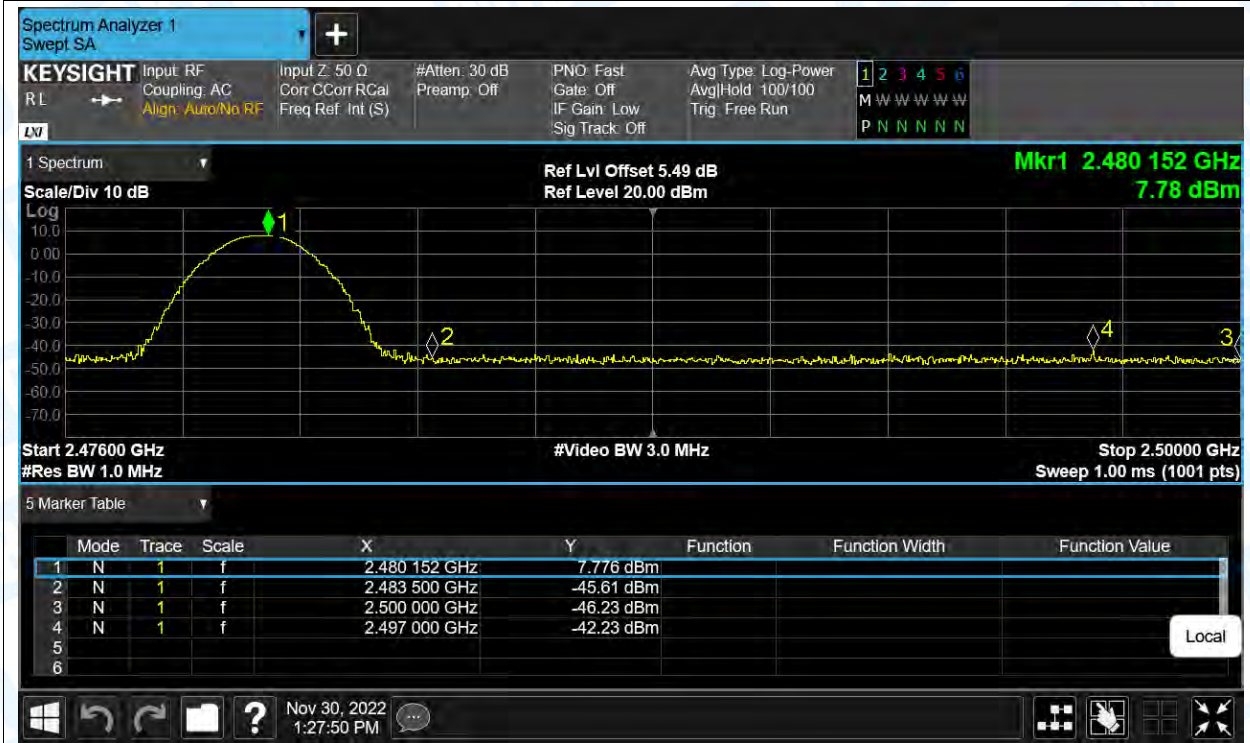 Spectrum Analyzer 1
Swept SA
KEYSIGHT Input: RF Input Z: 50 Ω #Atten: 30 dB PNO: Fast Avg Type: Log-Power 1 2 3 4 5 6
R L Coupling: AC Corr CCorr RCal Preamp: Off Gate: Off Avg|Hold: 100/100 M W W W W W
Align: Auto/No RF Freq Ref: Int (S) IF Gain: Low Trig: Free Run
LXI Sig Track: Off P N N N N N
1 Spectrum Ref Lvl Offset 5.49 dB Mkr1 2.480 152 GHz
Scale/Div 10 dB Ref Level 20.00 dBm 7.78 dBm
Log
10.0 1
0.00
-10.0
-20.0
-30.0
-40.0 2 4 3
-50.0
-60.0
-70.0
Start 2.47600 GHz #Video BW 3.0 MHz Stop 2.50000 GHz
#Res BW 1.0 MHz Sweep 1.00 ms (1001 pts)
5 Marker Table
Mode Trace Scale X Y Function Function Width Function Value
1 N 1 f 2.480 152 GHz 7.776 dBm
2 N 1 f 2.483 500 GHz -45.61 dBm
3 N 1 f 2.500 000 GHz -46.23 dBm
4 N 1 f 2.497 000 GHz -42.23 dBm
5
6
Local
? Nov 30, 2022
1:27:50 PM